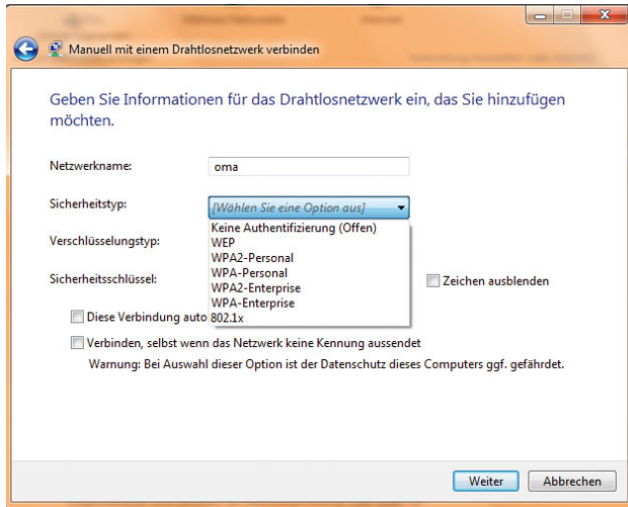 Manuell mit einem Drahtlosnetzwerk verbinden
Geben Sie Informationen für das Drahtlosnetzwerk ein, das Sie hinzufügen
möchten.
Netzwerkname:
oma
Sicherheitstyp:
[Wählen Sie eine Option aus]
Keine Authentifizierung (Offen)
WEP
WPA2-Personal
WPA-Personal
WPA2-Enterprise
WPA-Enterprise
802.1x
Verschlüsselungstyp:
Sicherheitsschlüssel:
Zeichen ausblenden
Diese Verbindung auto
Verbinden, selbst wenn das Netzwerk keine Kennung aussendet
Warnung: Bei Auswahl dieser Option ist der Datenschutz dieses Computers ggf. gefährdet.
Weiter
Abbrechen